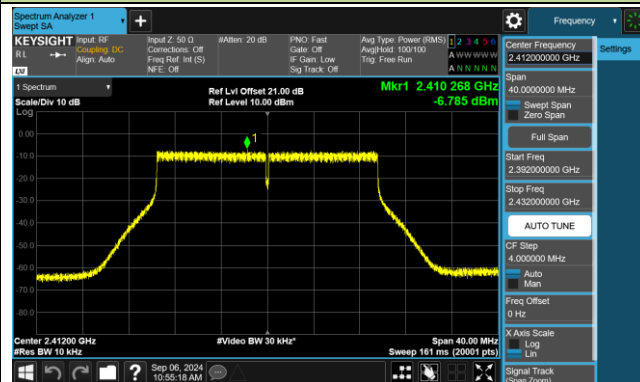 Spectrum Analyzer 1
Swept SA
+
Frequency
KEYSIGHT
RL
LXI
Input: RF
Coupling: DC
Align: Auto
Input Z: 50 Ω
Corrections: Off
Freq Ref: Int (S)
NFE: Off
#Atten: 20 dB
PNO: Fast
Gate: Off
IF Gain: Low
Sig Track: Off
Avg Type: Power (RMS)
Avg|Hold: 100/100
Trig: Free Run
1 2 3 4 5 6
A W W W W W
A N N N N N
1 Spectrum
Scale/Div 10 dB
Log
Ref Lvl Offset 21.00 dB
Ref Level 10.00 dBm
Mkr1 2.410 268 GHz
-6.785 dBm
0.00
-10.0
-20.0
-30.0
-40.0
-50.0
-60.0
-70.0
-80.0
1
Center 2.41200 GHz
#Res BW 10 kHz
#Video BW 30 kHz*
Span 40.00 MHz
Sweep 161 ms (20001 pts)
Center Frequency
2.412000000 GHz
Span
40.0000000 MHz
Swept Span
Zero Span
Full Span
Start Freq
2.392000000 GHz
Stop Freq
2.432000000 GHz
AUTO TUNE
CF Step
4.000000 MHz
Auto
Man
Freq Offset
0 Hz
X Axis Scale
Log
Lin
Signal Track
(Span Zoom)
Settings
?
Sep 06, 2024
10:55:18 AM